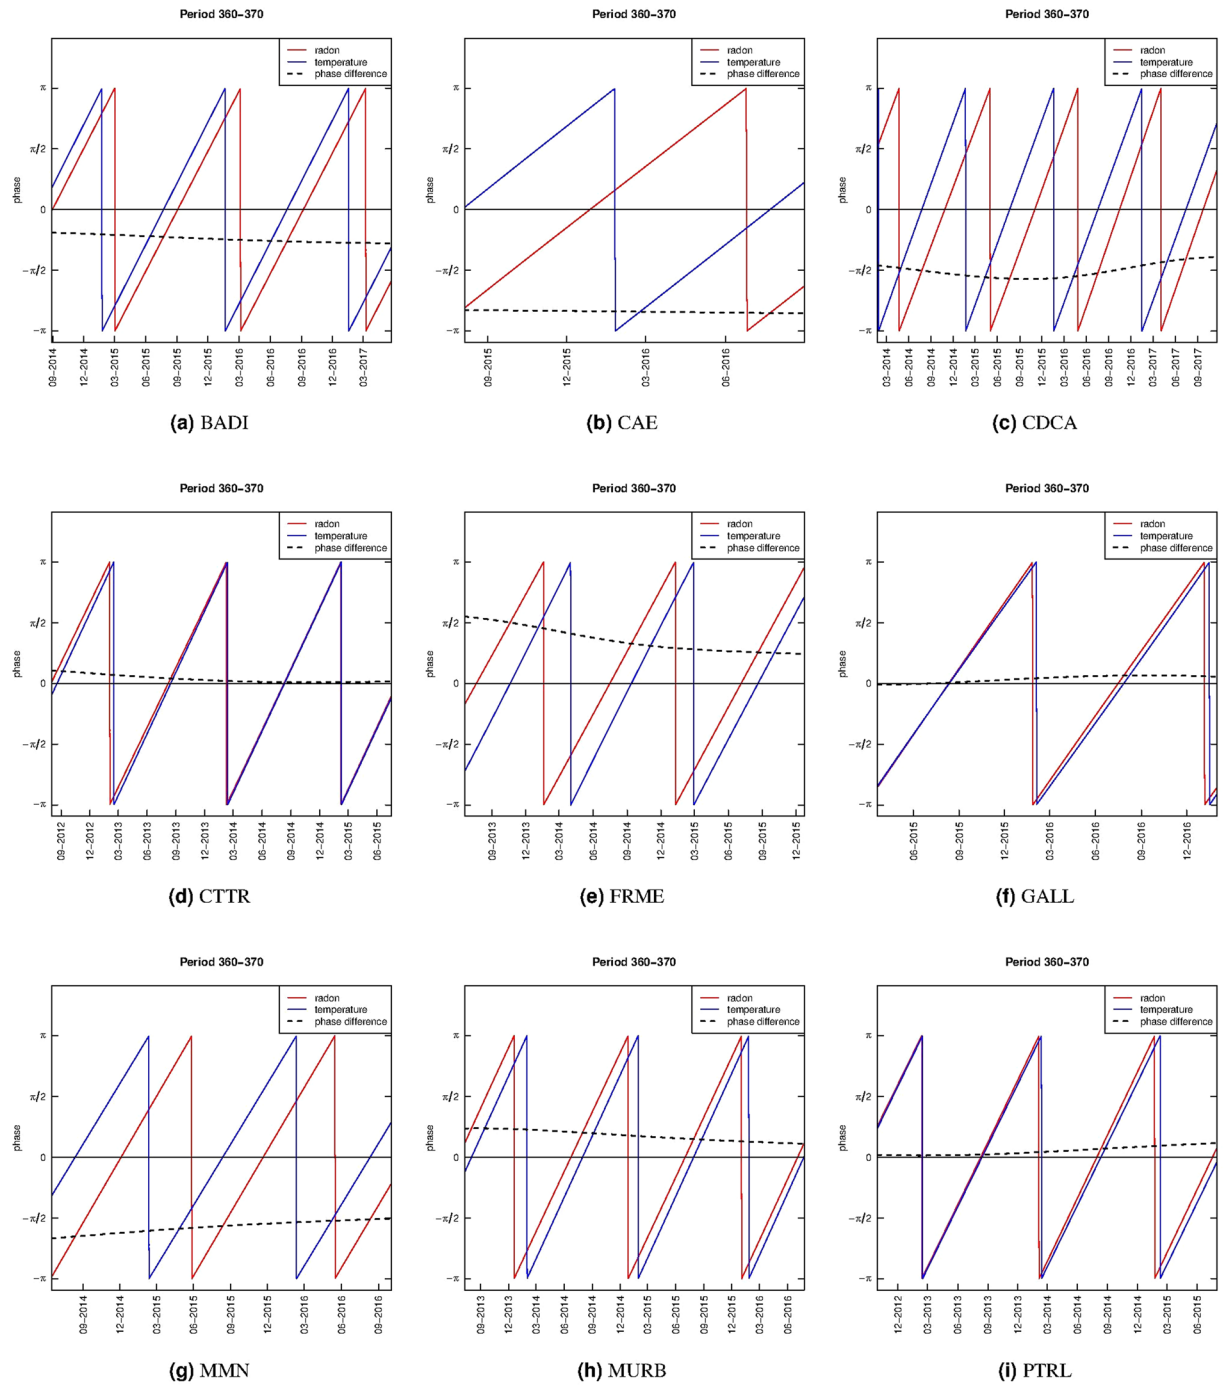 Period 360−370
radon
temperature
phase difference
phase
π
π/2
0
−π/2
−π
09−2014
12−2014
03−2015
06−2015
09−2015
12−2015
03−2016
06−2016
09−2016
12−2016
03−2017
(a) BADI
Period 360−370
radon
temperature
phase difference
phase
π
π/2
0
−π/2
−π
09−2015
12−2015
03−2016
06−2016
(b) CAE
Period 360−370
radon
temperature
phase difference
phase
π
π/2
0
−π/2
−π
03−2014
06−2014
09−2014
12−2014
03−2015
06−2015
09−2015
12−2015
03−2016
06−2016
09−2016
12−2016
03−2017
06−2017
09−2017
(c) CDCA
Period 360−370
radon
temperature
phase difference
phase
π
π/2
0
−π/2
−π
09−2012
12−2012
03−2013
06−2013
09−2013
12−2013
03−2014
06−2014
09−2014
12−2014
03−2015
06−2015
(d) CTTR
Period 360−370
radon
temperature
phase difference
phase
π
π/2
0
−π/2
−π
09−2013
12−2013
03−2014
06−2014
09−2014
12−2014
03−2015
06−2015
09−2015
12−2015
(e) FRME
Period 360−370
radon
temperature
phase difference
phase
π
π/2
0
−π/2
−π
06−2015
09−2015
12−2015
03−2016
06−2016
09−2016
12−2016
(f) GALL
Period 360−370
radon
temperature
phase difference
phase
π
π/2
0
−π/2
−π
09−2014
12−2014
03−2015
06−2015
09−2015
12−2015
03−2016
06−2016
09−2016
(g) MMN
Period 360−370
radon
temperature
phase difference
phase
π
π/2
0
−π/2
−π
09−2013
12−2013
03−2014
06−2014
09−2014
12−2014
03−2015
06−2015
09−2015
12−2015
03−2016
06−2016
(h) MURB
Period 360−370
radon
temperature
phase difference
phase
π
π/2
0
−π/2
−π
12−2012
03−2013
06−2013
09−2013
12−2013
03−2014
06−2014
09−2014
12−2014
03−2015
06−2015
(i) PTRL